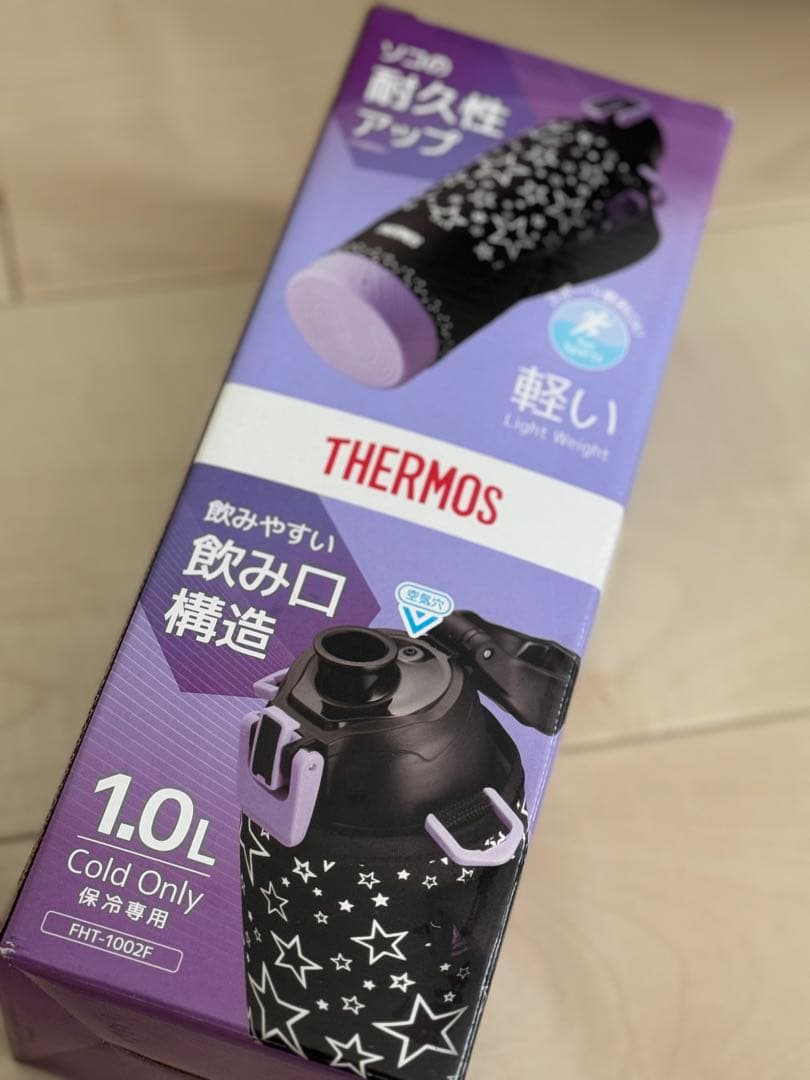 ソコの
耐久性
アップ
軽い
Light Weight
THERMOS
飲みやすい
飲み口
構造
空気穴
1.0L
Cold Only
保冷専用
FHT-1002F